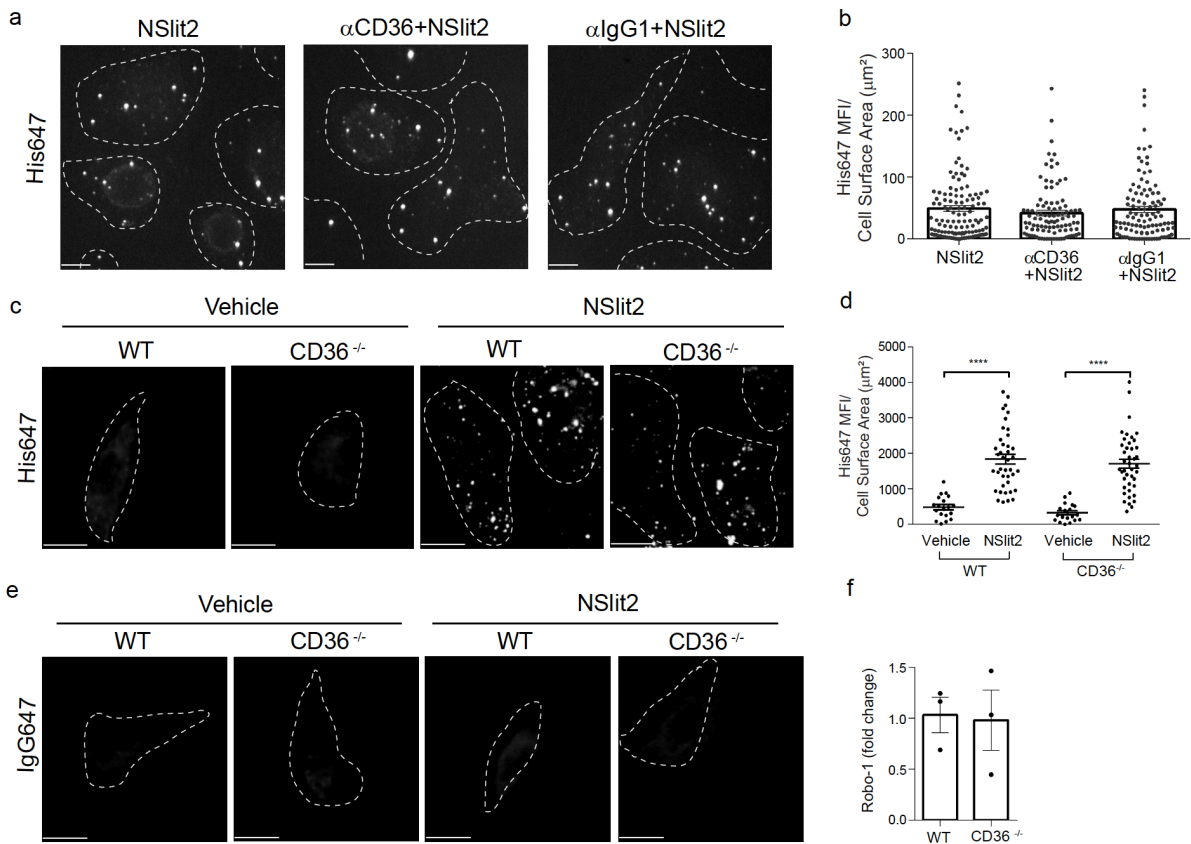 a
NSlit2
αCD36+NSlit2
αIgG1+NSlit2
His647
b
His647 MFI/
Cell Surface Area (μm²)
300
200
100
0
NSlit2
αCD36
+NSlit2
αIgG1
+NSlit2
c
Vehicle
NSlit2
WT
CD36 -/-
WT
CD36 -/-
His647
d
His647 MFI/
Cell Surface Area (μm²)
5000
4000
3000
2000
1000
0
****
****
Vehicle NSlit2 Vehicle NSlit2
WT
CD36-/-
e
Vehicle
NSlit2
WT
CD36 -/-
WT
CD36 -/-
IgG647
f
Robo-1 (fold change)
1.5
1.0
0.5
0.0
WT
CD36 -/-